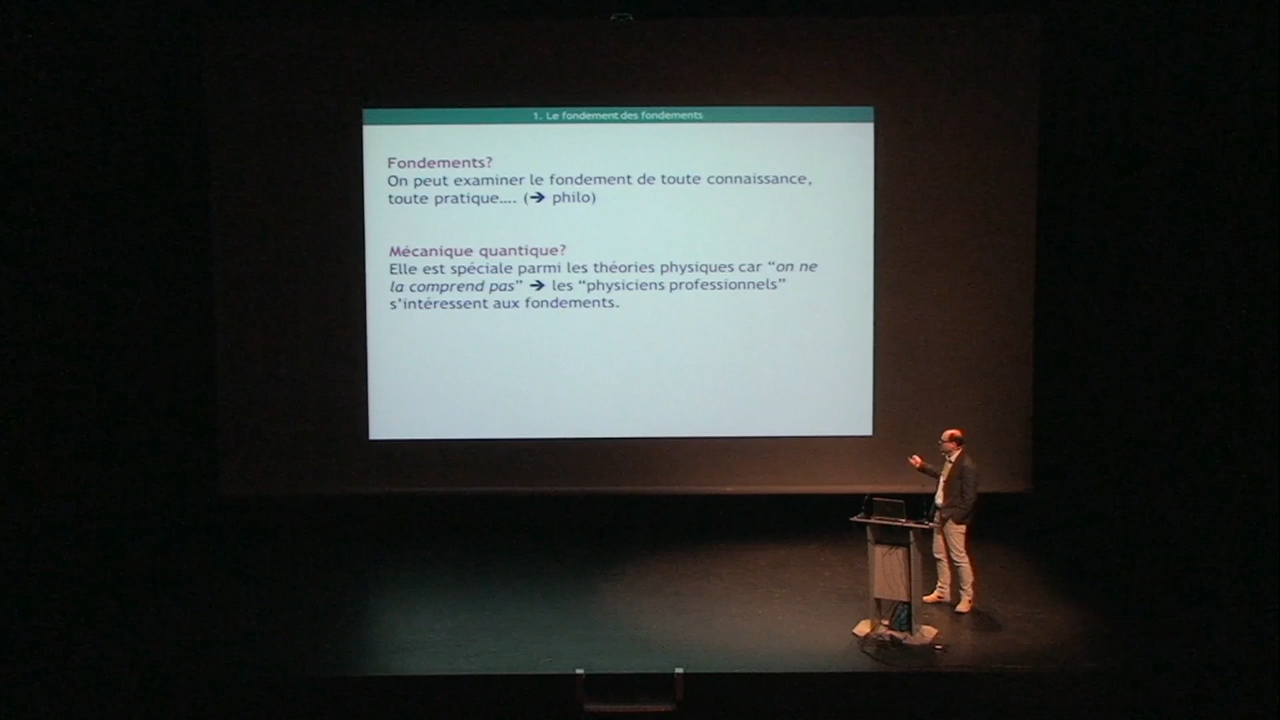 1. Le fondement des fondements
Fondements?
On peut examiner le fondement de toute connaissance,
toute pratique.... (➔ philo)
Mécanique quantique?
Elle est spéciale parmi les théories physiques car “on ne
la comprend pas” ➔ les “physiciens professionnels”
s’intéressent aux fondements.